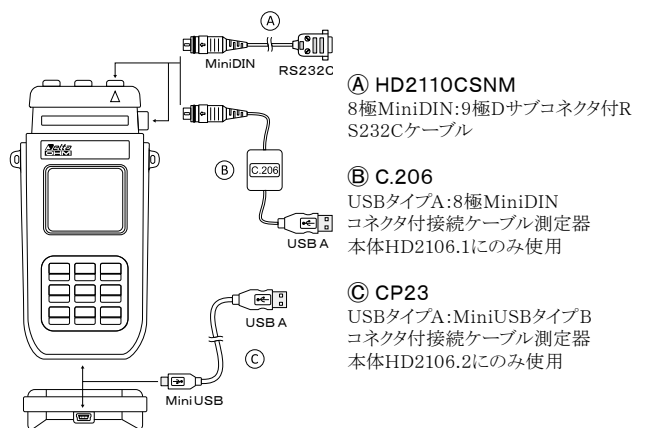 Ⓐ
MiniDIN
RS232C
Ⓐ HD2110CSNM
8極MiniDIN:9極Dサブコネクタ付R
S232Cケーブル
Delta
OHM
Ⓑ
C.206
USB A
Ⓑ C.206
USBタイプA:8極MiniDIN
コネクタ付接続ケーブル測定器
本体HD2106.1にのみ使用
USB A
Ⓒ
MiniUSB
Ⓒ CP23
USBタイプA:MiniUSBタイプB
コネクタ付接続ケーブル測定器
本体HD2106.2にのみ使用